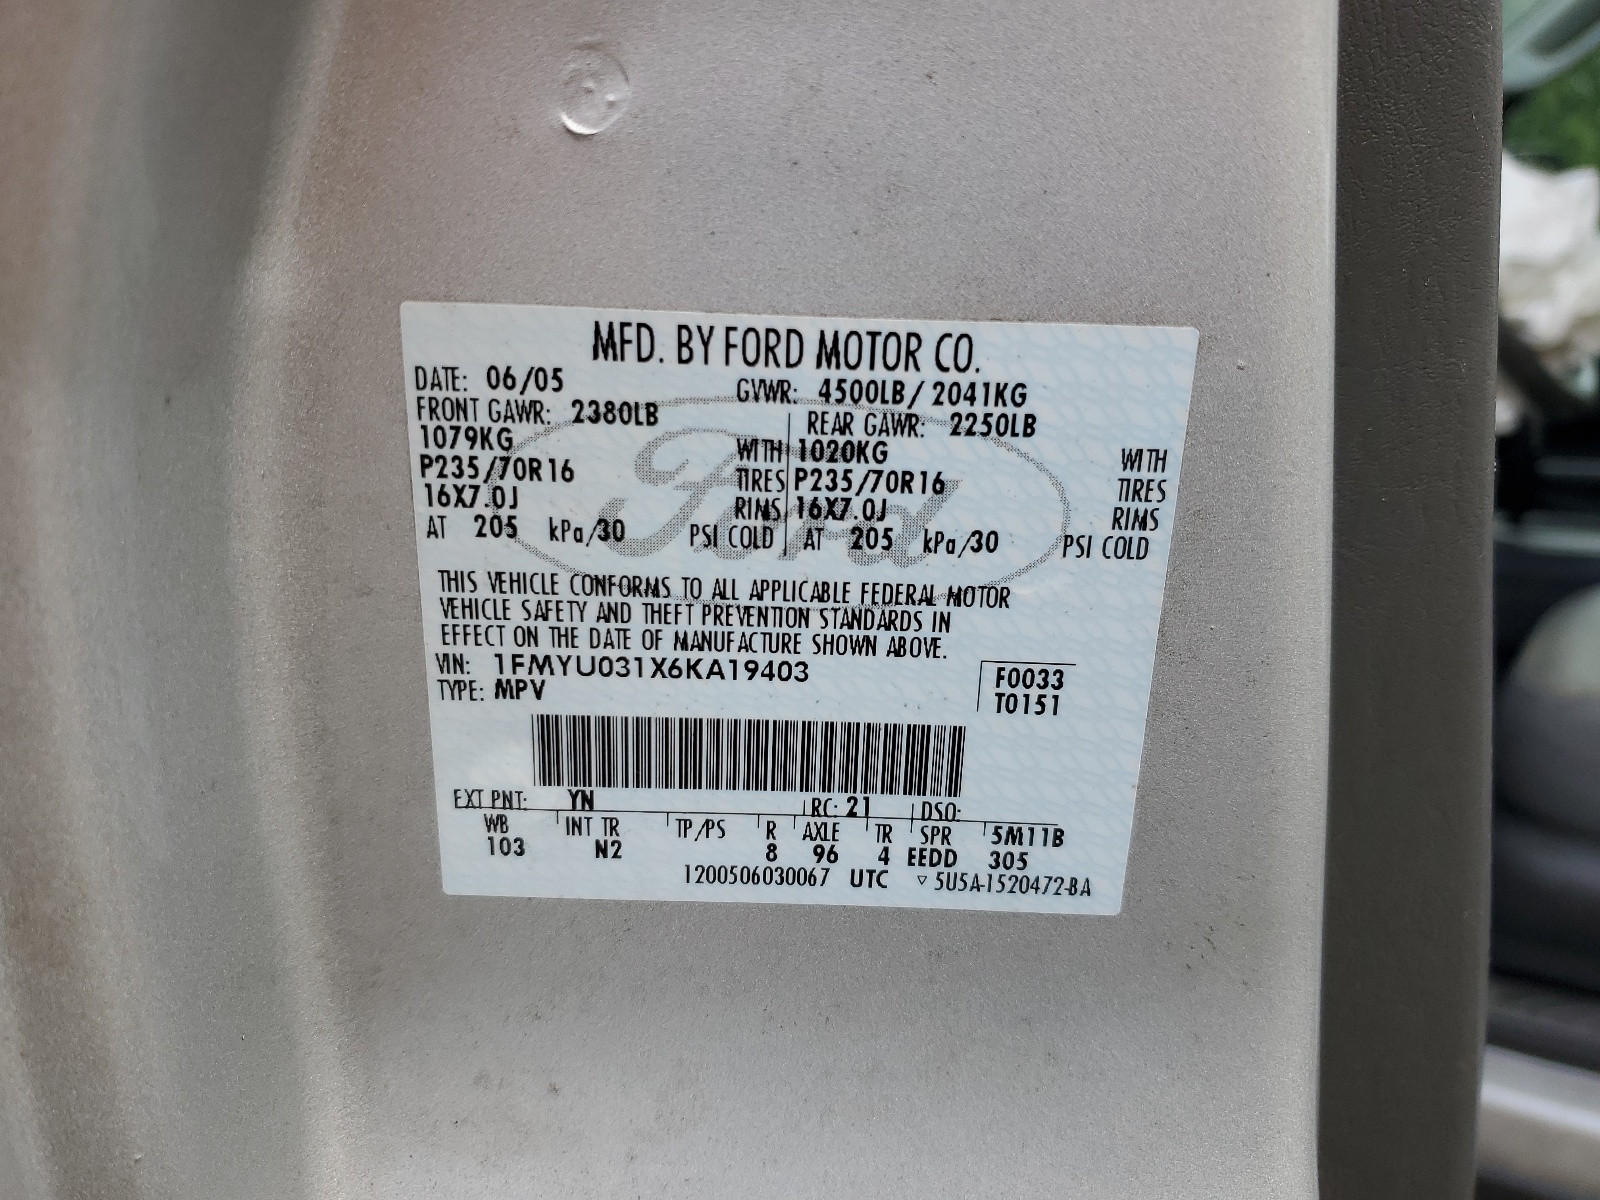 MFD. BY FORD MOTOR CO.
DATE: 06/05 GVWR: 4500LB/ 2041KG
FRONT GAWR: 2380LB REAR GAWR: 2250LB
1079KG WITH 1020KG WITH
P235/70R16 TIRES P235/70R16 TIRES
16X7.0J RIMS 16X7.0J RIMS
AT 205 kPa/30 PSI COLD AT 205 kPa/30 PSI COLD
Ford
THIS VEHICLE CONFORMS TO ALL APPLICABLE FEDERAL MOTOR
VEHICLE SAFETY AND THEFT PREVENTION STANDARDS IN
EFFECT ON THE DATE OF MANUFACTURE SHOWN ABOVE.
VIN: 1FMYU031X6KA19403 F0033
TYPE: MPV T0151
EXT PNT: YN RC: 21 DSO:
WB INT TR TP/PS R AXLE TR SPR 5M11B
103 N2 8 96 4 EEDD 305
1200506030067 UTC ▽ 5U5A-1520472-BA